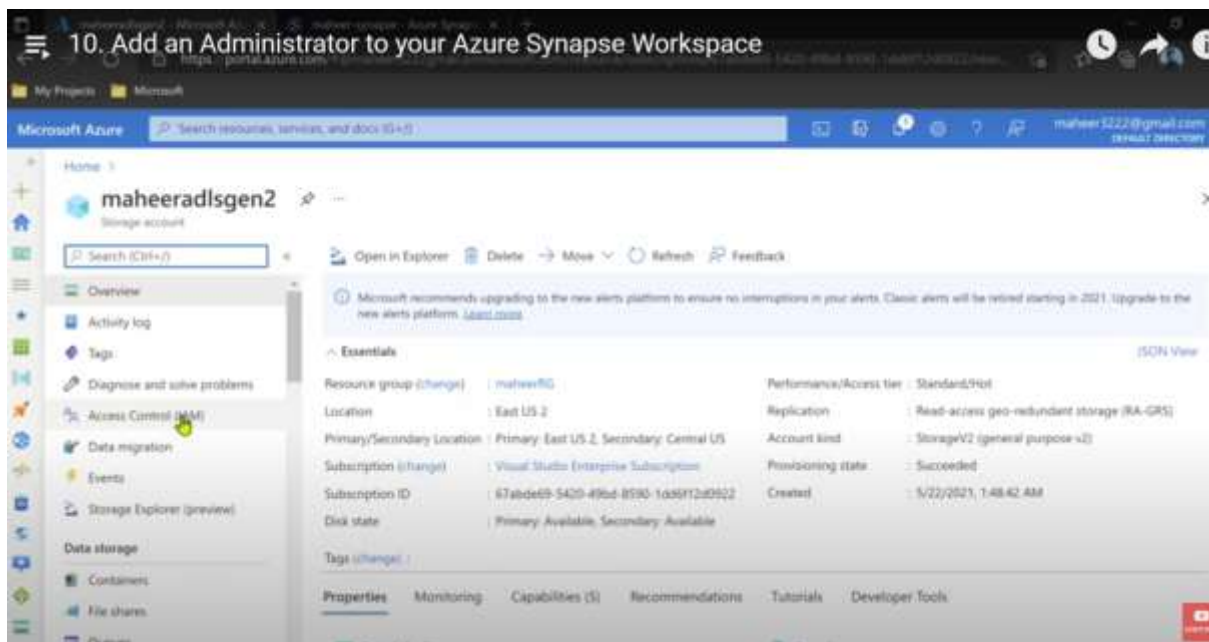 10. Add an Administrator to your Azure Synapse Workspace
My Projects Microsoft
Microsoft Azure Search resources, services, and docs (G+/) maheer3222@gmail.com
DEFAULT DIRECTORY
Home >
maheeradlsgen2
Storage account
Search (Ctrl+/) Open in Explorer Delete Move Refresh Feedback
Overview
Activity log
Tags
Diagnose and solve problems
Access Control (IAM)
Data migration
Events
Storage Explorer (preview)
Data storage
Containers
File shares
Queues
Microsoft recommends upgrading to the new alerts platform to ensure no interruptions in your alerts. Classic alerts will be retired starting in 2021. Upgrade to the
new alerts platform. Learn more
Essentials JSON View
Resource group (change) : maheerRG
Location : East US 2
Primary/Secondary Location : Primary: East US 2, Secondary: Central US
Subscription (change) : Visual Studio Enterprise Subscription
Subscription ID
Disk state : Primary: Available, Secondary: Available
Tags (change) :
Performance/Access tier : Standard/Hot
Replication : Read-access geo-redundant storage (RA-GRS)
Account kind : StorageV2 (general purpose v2)
Provisioning state : Succeeded
Created : 5/22/2021, 1:48:42 AM
Properties Monitoring Capabilities (5) Recommendations Tutorials Developer Tools